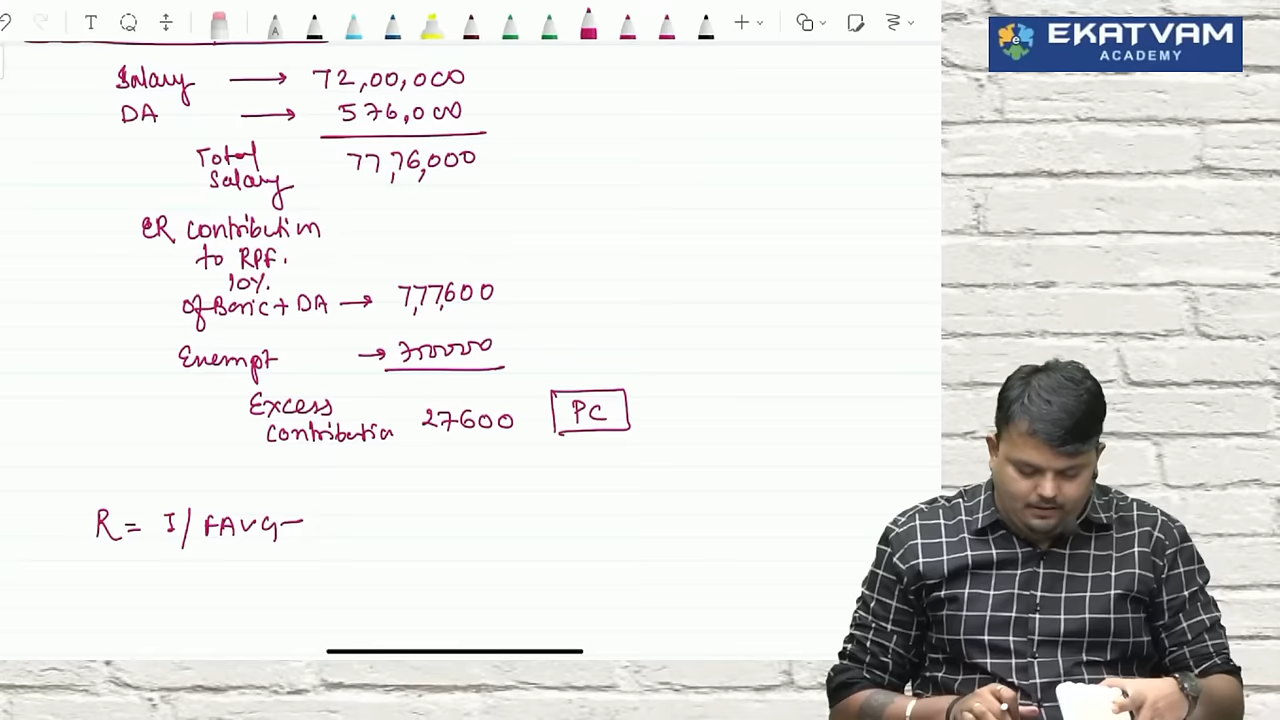 T
A
EKATVAM
ACADEMY
Salary → 72,00,000
DA → 576,000
Total 77,76,000
Salary
ER contribution
to RPF.
10%
of Basic + DA → 7,77,600
Exempt → 750000
Excess
Contribution 27600 PC
R = I/FAVG